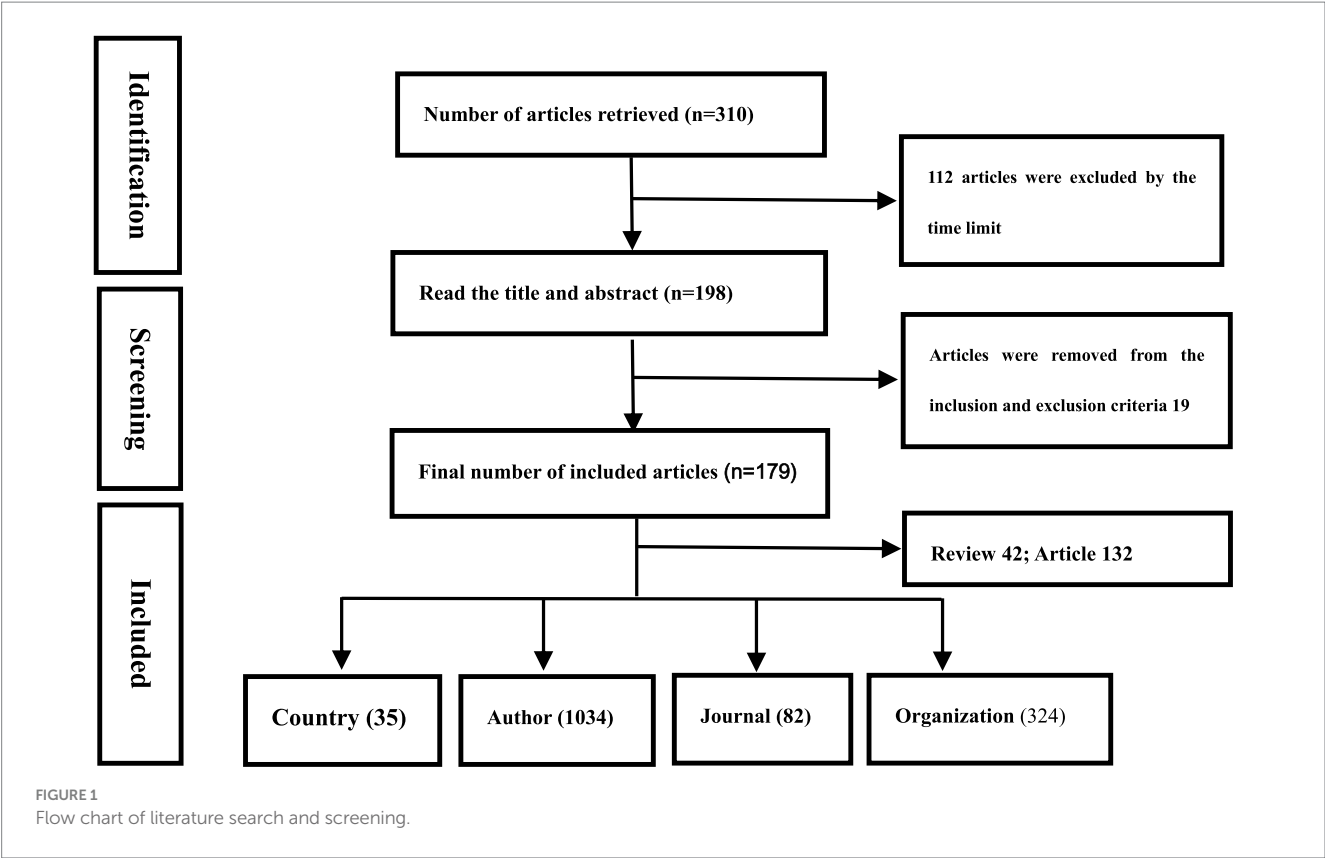 Identification
Number of articles retrieved (n=310)
112 articles were excluded by the
time limit
Read the title and abstract (n=198)
Screening
Articles were removed from the
inclusion and exclusion criteria 19
Final number of included articles (n=179)
Included
Review 42; Article 132
Country (35)
Author (1034)
Journal (82)
Organization (324)
FIGURE 1
Flow chart of literature search and screening.